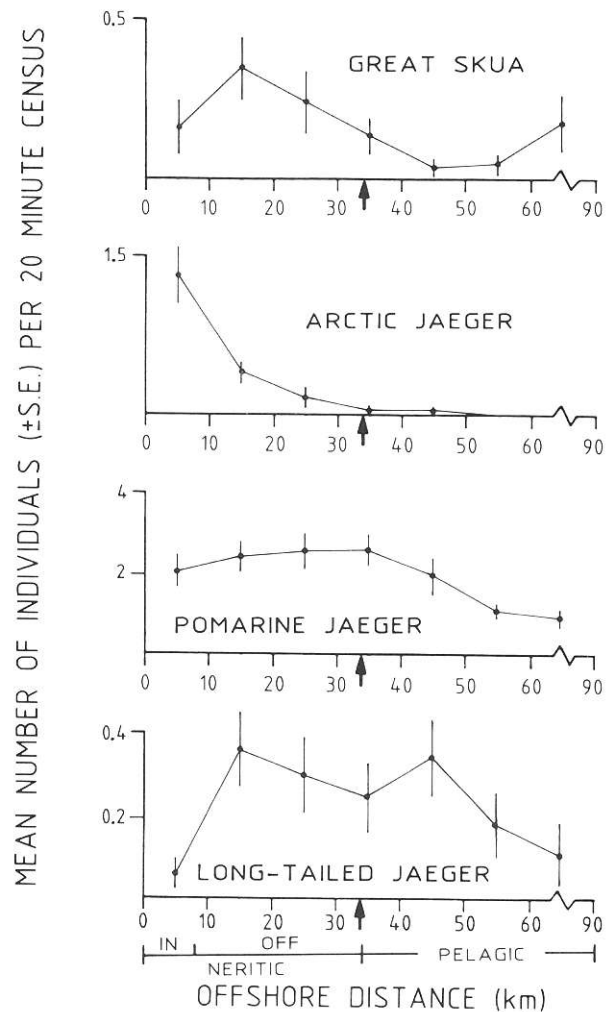 MEAN NUMBER OF INDIVIDUALS (±S.E.) PER 20 MINUTE CENSUS
0.5
GREAT SKUA
0 10 20 30 40 50 60 90
1.5
ARCTIC JAEGER
0 10 20 30 40 50 60 90
4
2
POMARINE JAEGER
0 10 20 30 40 50 60 90
0.4
0.2
LONG-TAILED JAEGER
0 10 20 30 40 50 60 90
IN OFF PELAGIC
NERITIC
OFFSHORE DISTANCE (km)